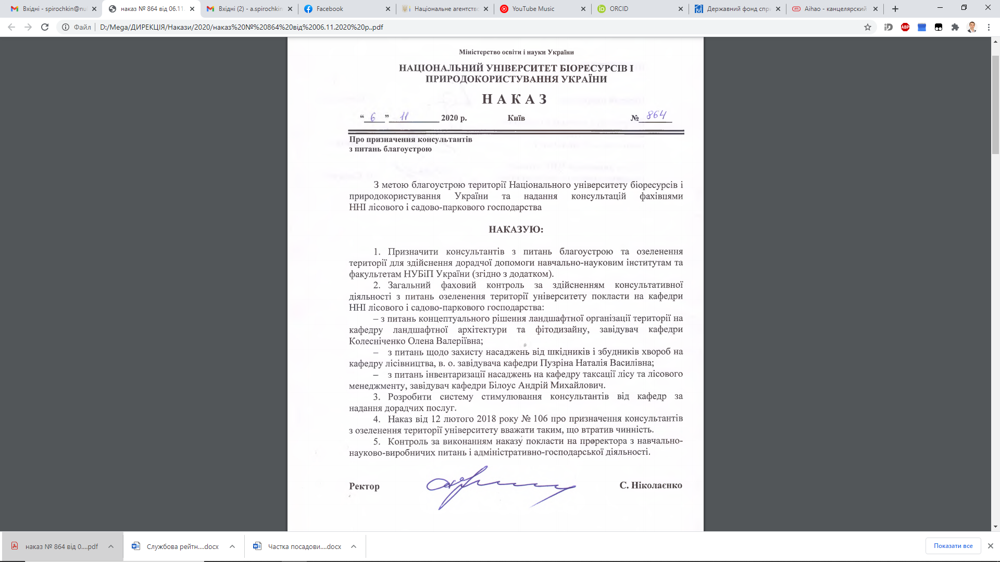 Вхідні - spirochkin@nu
наказ № 864 від 06.11.
Вхідні (2) - a.spirochkin
Facebook
Національне агентство
YouTube Music
ORCID
Державний фонд спри
Aihao - канцелярский
Файл
D:/Mega/ДИРЕКЦІЯ/Накази/2020/наказ%20№%20864%20від%2006.11.2020%20р..pdf
Міністерство освіти і науки України
НАЦІОНАЛЬНИЙ УНІВЕРСИТЕТ БІОРЕСУРСІВ І
ПРИРОДОКОРИСТУВАННЯ УКРАЇНИ
Н А К А З
“ 6 ” 11 2020 р. Київ № 864
Про призначення консультантів
з питань благоустрою
З метою благоустрою території Національного університету біоресурсів і
природокористування України та надання консультацій фахівцями
ННІ лісового і садово-паркового господарства
НАКАЗУЮ:
1. Призначити консультантів з питань благоустрою та озеленення
території для здійснення дорадчої допомоги навчально-науковим інститутам та
факультетам НУБіП України (згідно з додатком).
2. Загальний фаховий контроль за здійсненням консультативної
діяльності з питань озеленення території університету покласти на кафедри
ННІ лісового і садово-паркового господарства:
– з питань концептуального рішення ландшафтної організації території на
кафедру ландшафтної архітектури та фітодизайну, завідувач кафедри
Колесніченко Олена Валеріївна;
– з питань щодо захисту насаджень від шкідників і збудників хвороб на
кафедру лісівництва, в. о. завідувача кафедри Пузріна Наталія Василівна;
– з питань інвентаризації насаджень на кафедру таксації лісу та лісового
менеджменту, завідувач кафедри Білоус Андрій Михайлович.
3. Розробити систему стимулювання консультантів від кафедр за
надання дорадчих послуг.
4. Наказ від 12 лютого 2018 року № 106 про призначення консультантів
з озеленення території університету вважати таким, що втратив чинність.
5. Контроль за виконанням наказу покласти на проректора з навчально-
науково-виробничих питань і адміністративно-господарської діяльності.
Ректор С. Ніколаєнко
наказ № 864 від 0....pdf
Службова рейтн....docx
Частка посадови....docx
Показати все